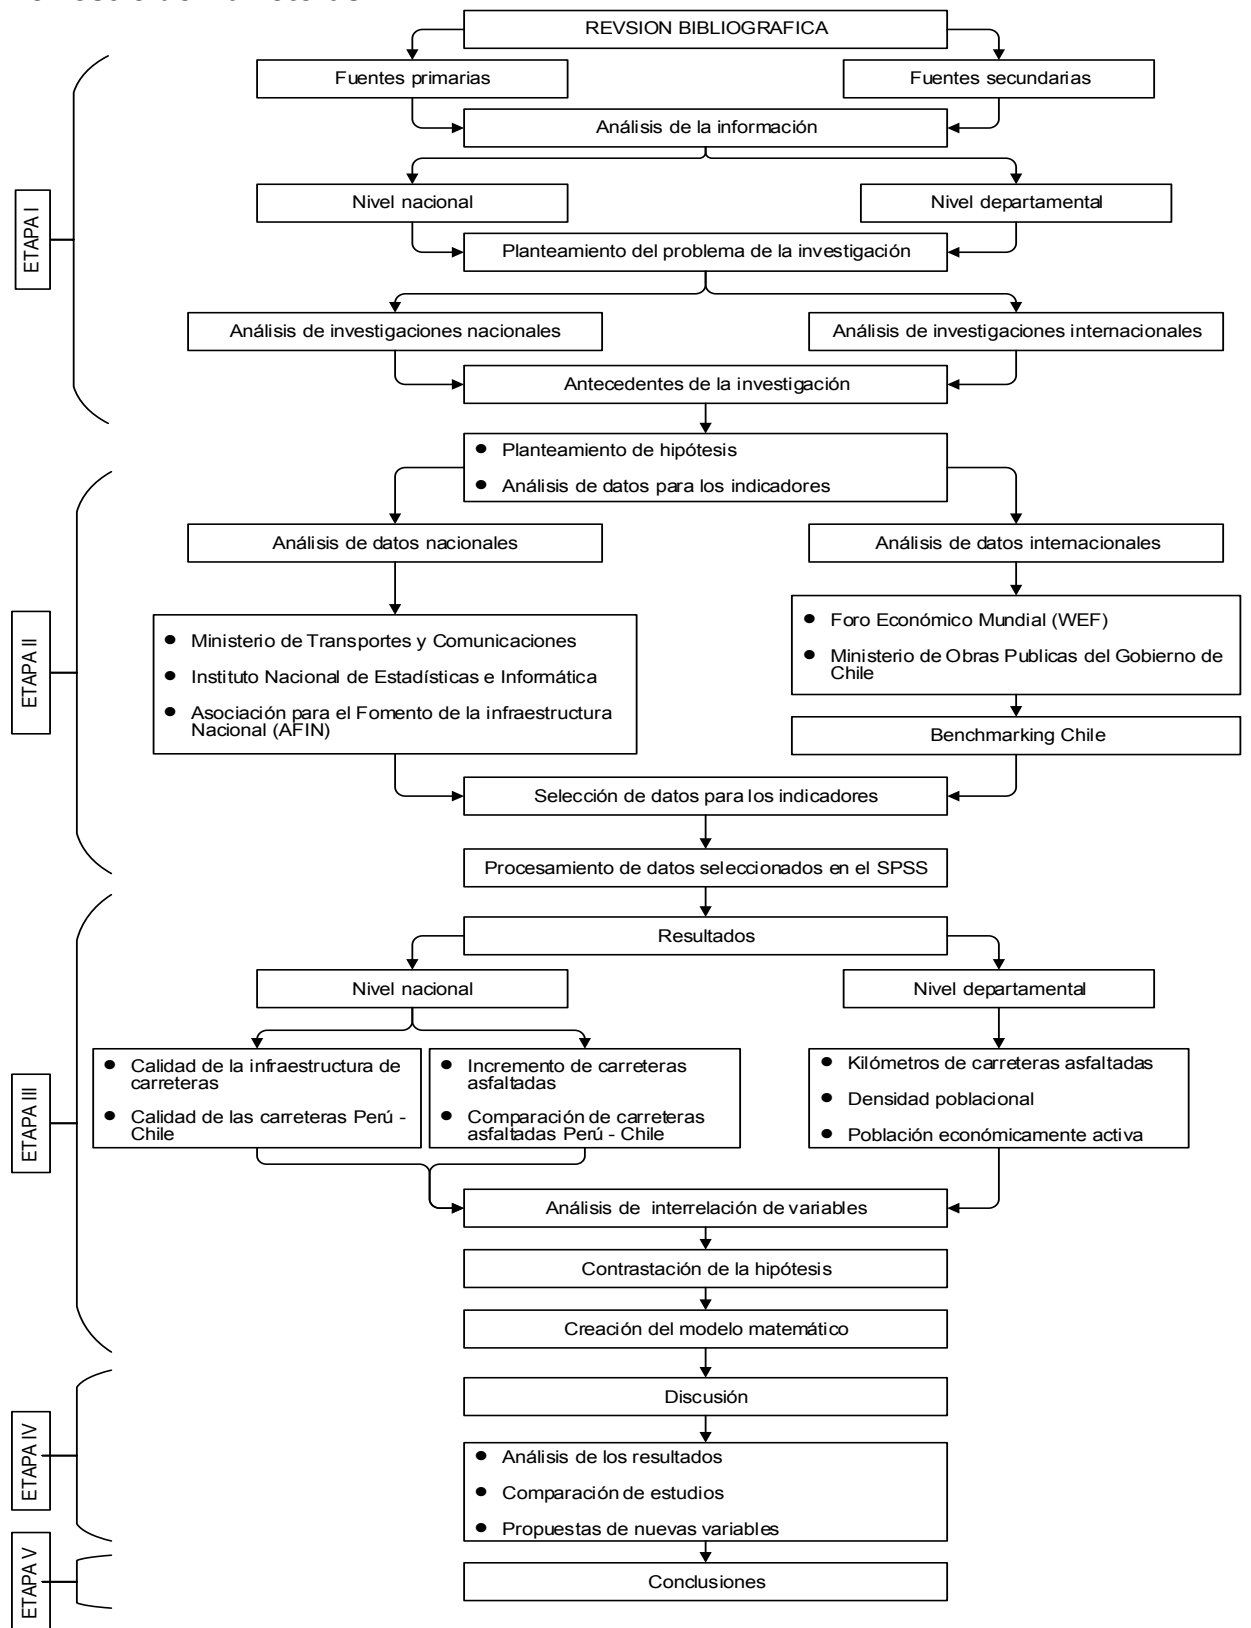 REVSION BIBLIOGRAFICA
Fuentes primarias
Fuentes secundarias
Análisis de la información
ETAPA I
Nivel nacional
Nivel departamental
Planteamiento del problema de la investigación
Análisis de investigaciones nacionales
Análisis de investigaciones internacionales
Antecedentes de la investigación
● Planteamiento de hipótesis
● Análisis de datos para los indicadores
Análisis de datos nacionales
Análisis de datos internacionales
ETAPA II
● Ministerio de Transportes y Comunicaciones
● Instituto Nacional de Estadísticas e Informática
● Asociación para el Fomento de la infraestructura
Nacional (AFIN)
● Foro Económico Mundial (WEF)
● Ministerio de Obras Publicas del Gobierno de
Chile
Benchmarking Chile
Selección de datos para los indicadores
Procesamiento de datos seleccionados en el SPSS
Resultados
Nivel nacional
Nivel departamental
ETAPA III
● Calidad de la infraestructura de
carreteras
● Calidad de las carreteras Perú -
Chile
● Incremento de carreteras
asfaltadas
● Comparación de carreteras
asfaltadas Perú - Chile
● Kilómetros de carreteras asfaltadas
● Densidad poblacional
● Población económicamente activa
Análisis de interrelación de variables
Contrastación de la hipótesis
Creación del modelo matemático
Discusión
ETAPA IV
● Análisis de los resultados
● Comparación de estudios
● Propuestas de nuevas variables
ETAPA V
Conclusiones